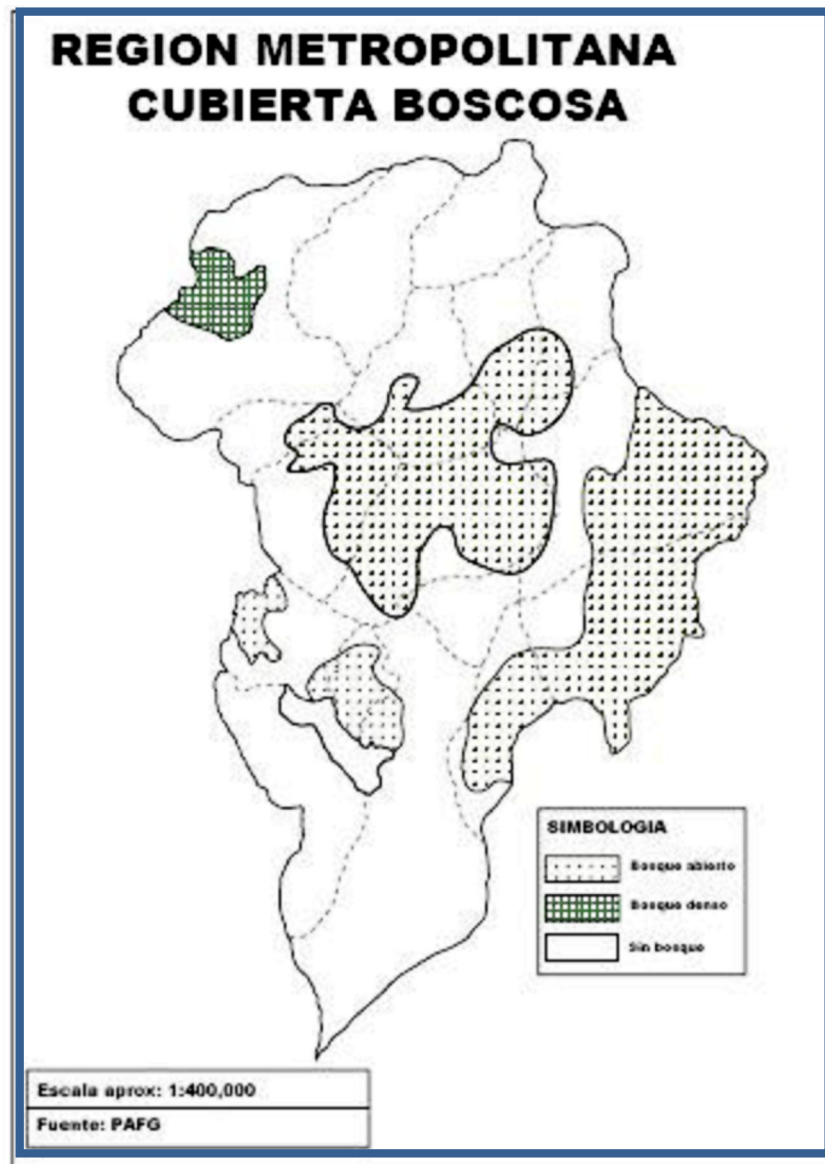 REGION METROPOLITANA
CUBIERTA BOSCOSA
SIMBOLOGIA
Bosque abierto
Bosque denso
Sin bosque
Escala aprox: 1:400,000
Fuente: PAFG